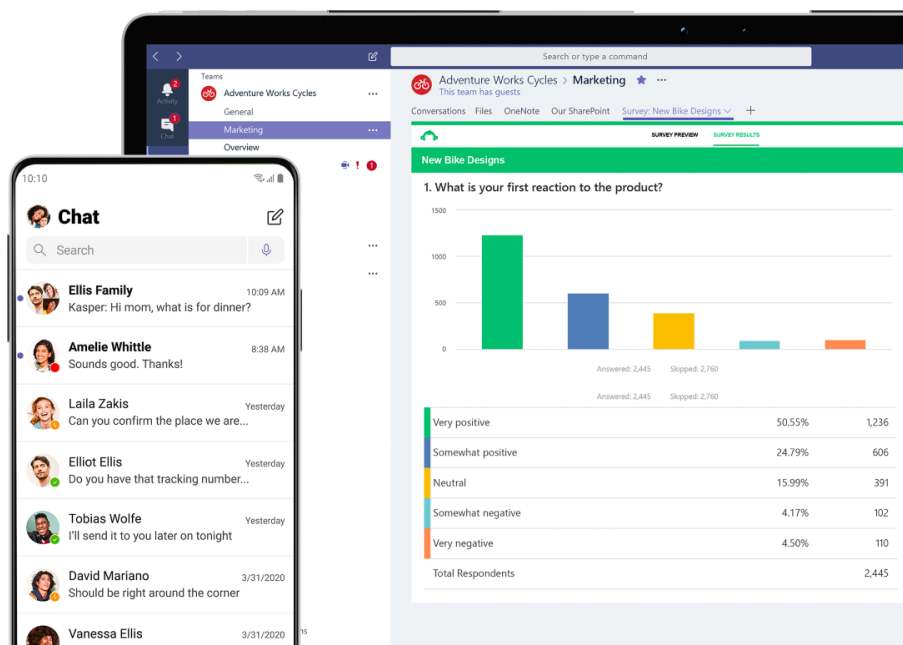 Search or type a command
Activity
2
Chat
1
Teams
Adventure Works Cycles
General
Marketing
Overview
! 1
Adventure Works Cycles > Marketing
This team has guests
Conversations Files OneNote Our SharePoint Survey: New Bike Designs
SURVEY PREVIEW SURVEY RESULTS
New Bike Designs
1. What is your first reaction to the product?
1500
1000
500
0
Answered: 2,445 Skipped: 2,760
Answered: 2,445 Skipped: 2,760
Very positive 50.55% 1,236
Somewhat positive 24.79% 606
Neutral 15.99% 391
Somewhat negative 4.17% 102
Very negative 4.50% 110
Total Respondents 2,445
10:10
Chat
Search
Ellis Family 10:09 AM
Kasper: Hi mom, what is for dinner?
Amelie Whittle 8:38 AM
Sounds good. Thanks!
Laila Zakis Yesterday
Can you confirm the place we are...
Elliot Ellis Yesterday
Do you have that tracking number...
Tobias Wolfe Yesterday
I'll send it to you later on tonight
David Mariano 3/31/2020
Should be right around the corner
Vanessa Ellis 3/31/2020